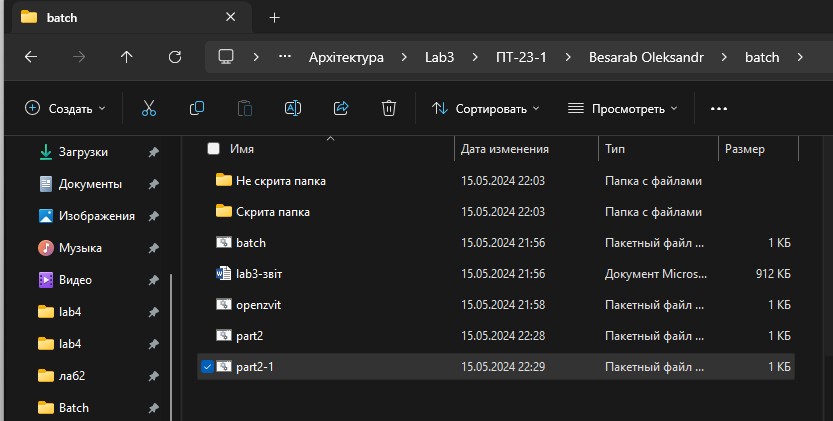 batch
Архітектура Lab3 ПТ-23-1 Besarab Oleksandr batch
Создать Сортировать Просмотреть
Имя Дата изменения Тип Размер
Загрузки
Документы
Изображения
Музыка
Видео
lab4
lab4
лаб2
Batch
Не скрита папка 15.05.2024 22:03 Папка с файлами
Скрита папка 15.05.2024 22:03 Папка с файлами
batch 15.05.2024 21:56 Пакетный файл ... 1 КБ
lab3-звіт 15.05.2024 21:56 Документ Micros... 912 КБ
openzvit 15.05.2024 21:58 Пакетный файл ... 1 КБ
part2 15.05.2024 22:28 Пакетный файл ... 1 КБ
part2-1 15.05.2024 22:29 Пакетный файл ... 1 КБ